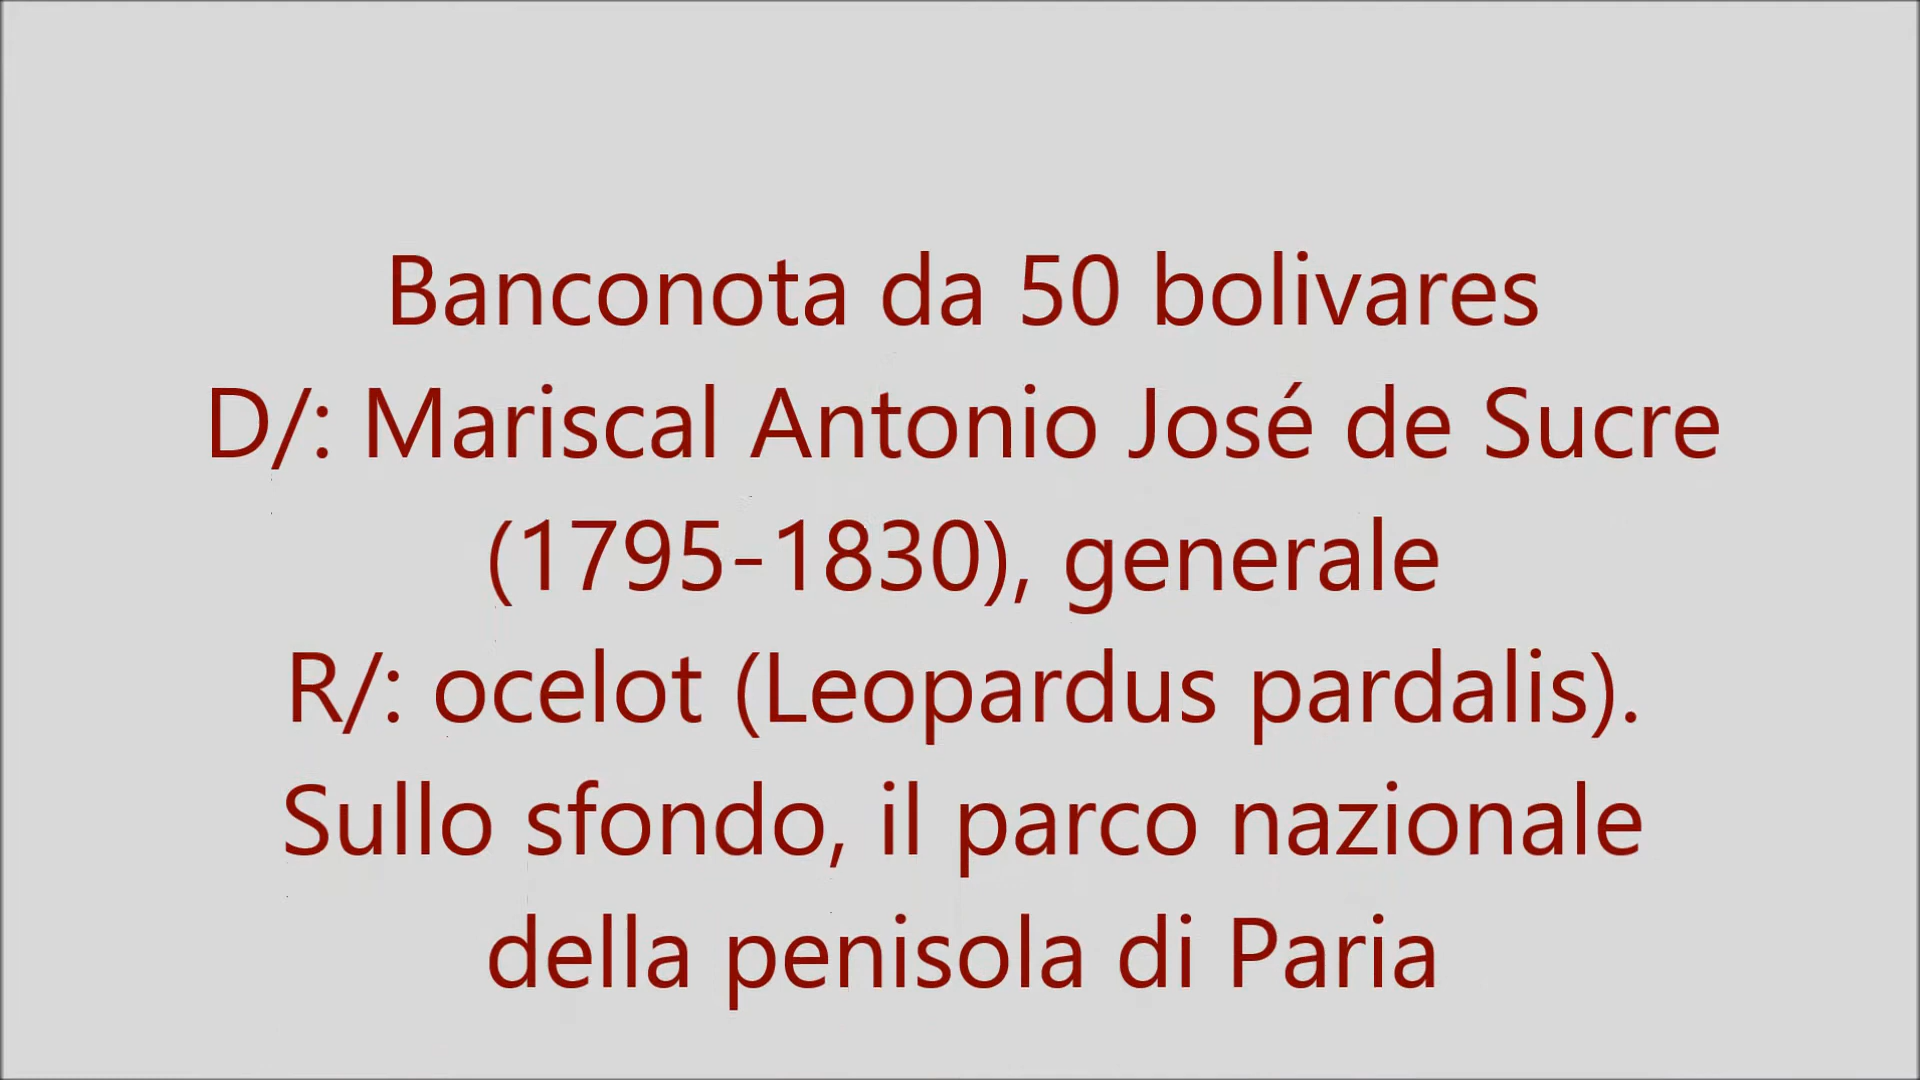 Banconota da 50 bolivares
D/: Mariscal Antonio José de Sucre
(1795-1830), generale
R/: ocelot (Leopardus pardalis).
Sullo sfondo, il parco nazionale
della penisola di Paria